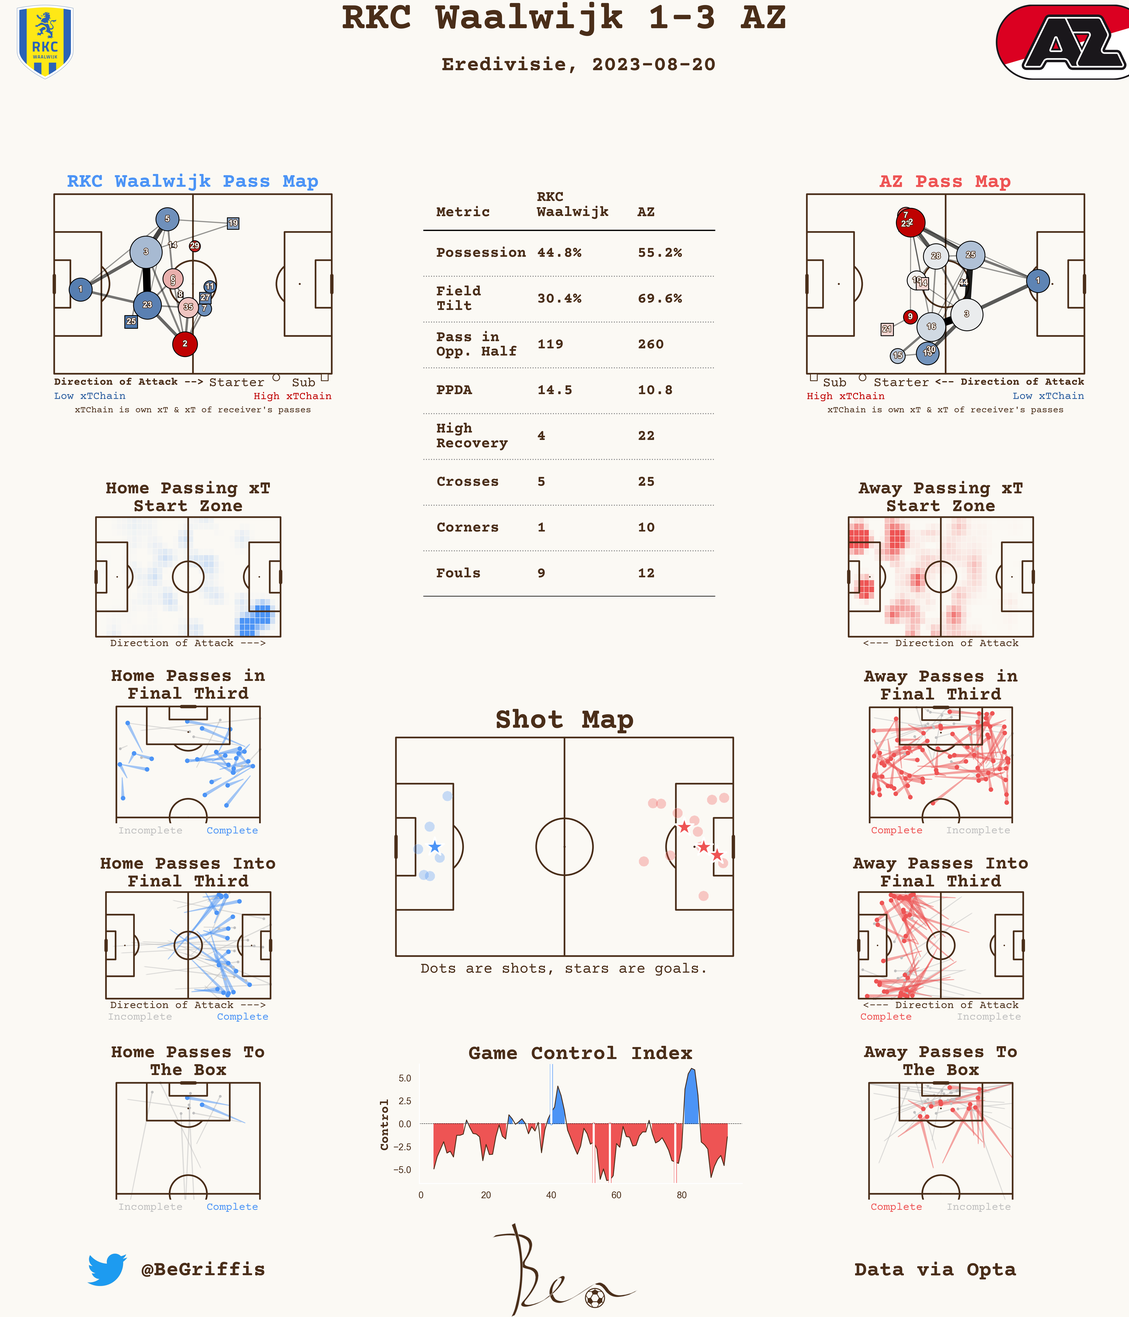 RKC Waalwijk 1-3 AZ
Eredivisie, 2023-08-20
RKC
WAALWIJK
AZ
RKC Waalwijk Pass Map
5
19
3
14
29
6
1
8
11
27
23
35
7
25
2
Direction of Attack --> Starter Sub
Low xTChain High xTChain
xTChain is own xT & xT of receiver's passes
Metric RKC Waalwijk AZ
Possession 44.8% 55.2%
Field Tilt 30.4% 69.6%
Pass in Opp. Half 119 260
PPDA 14.5 10.8
High Recovery 4 22
Crosses 5 25
Corners 1 10
Fouls 9 12
AZ Pass Map
7
28
25
14
1
9
3
21
16
15
30
Sub Starter <-- Direction of Attack
High xTChain Low xTChain
xTChain is own xT & xT of receiver's passes
Home Passing xT
Start Zone
Direction of Attack --->
Away Passing xT
Start Zone
<--- Direction of Attack
Home Passes in
Final Third
Incomplete Complete
Away Passes in
Final Third
Complete Incomplete
Shot Map
Dots are shots, stars are goals.
Home Passes Into
Final Third
Direction of Attack --->
Incomplete Complete
Away Passes Into
Final Third
<--- Direction of Attack
Complete Incomplete
Home Passes To
The Box
Incomplete Complete
Game Control Index
Control
5.0
2.5
0.0
−2.5
−5.0
0 20 40 60 80
Away Passes To
The Box
Complete Incomplete
@BeGriffis
Bea
Data via Opta